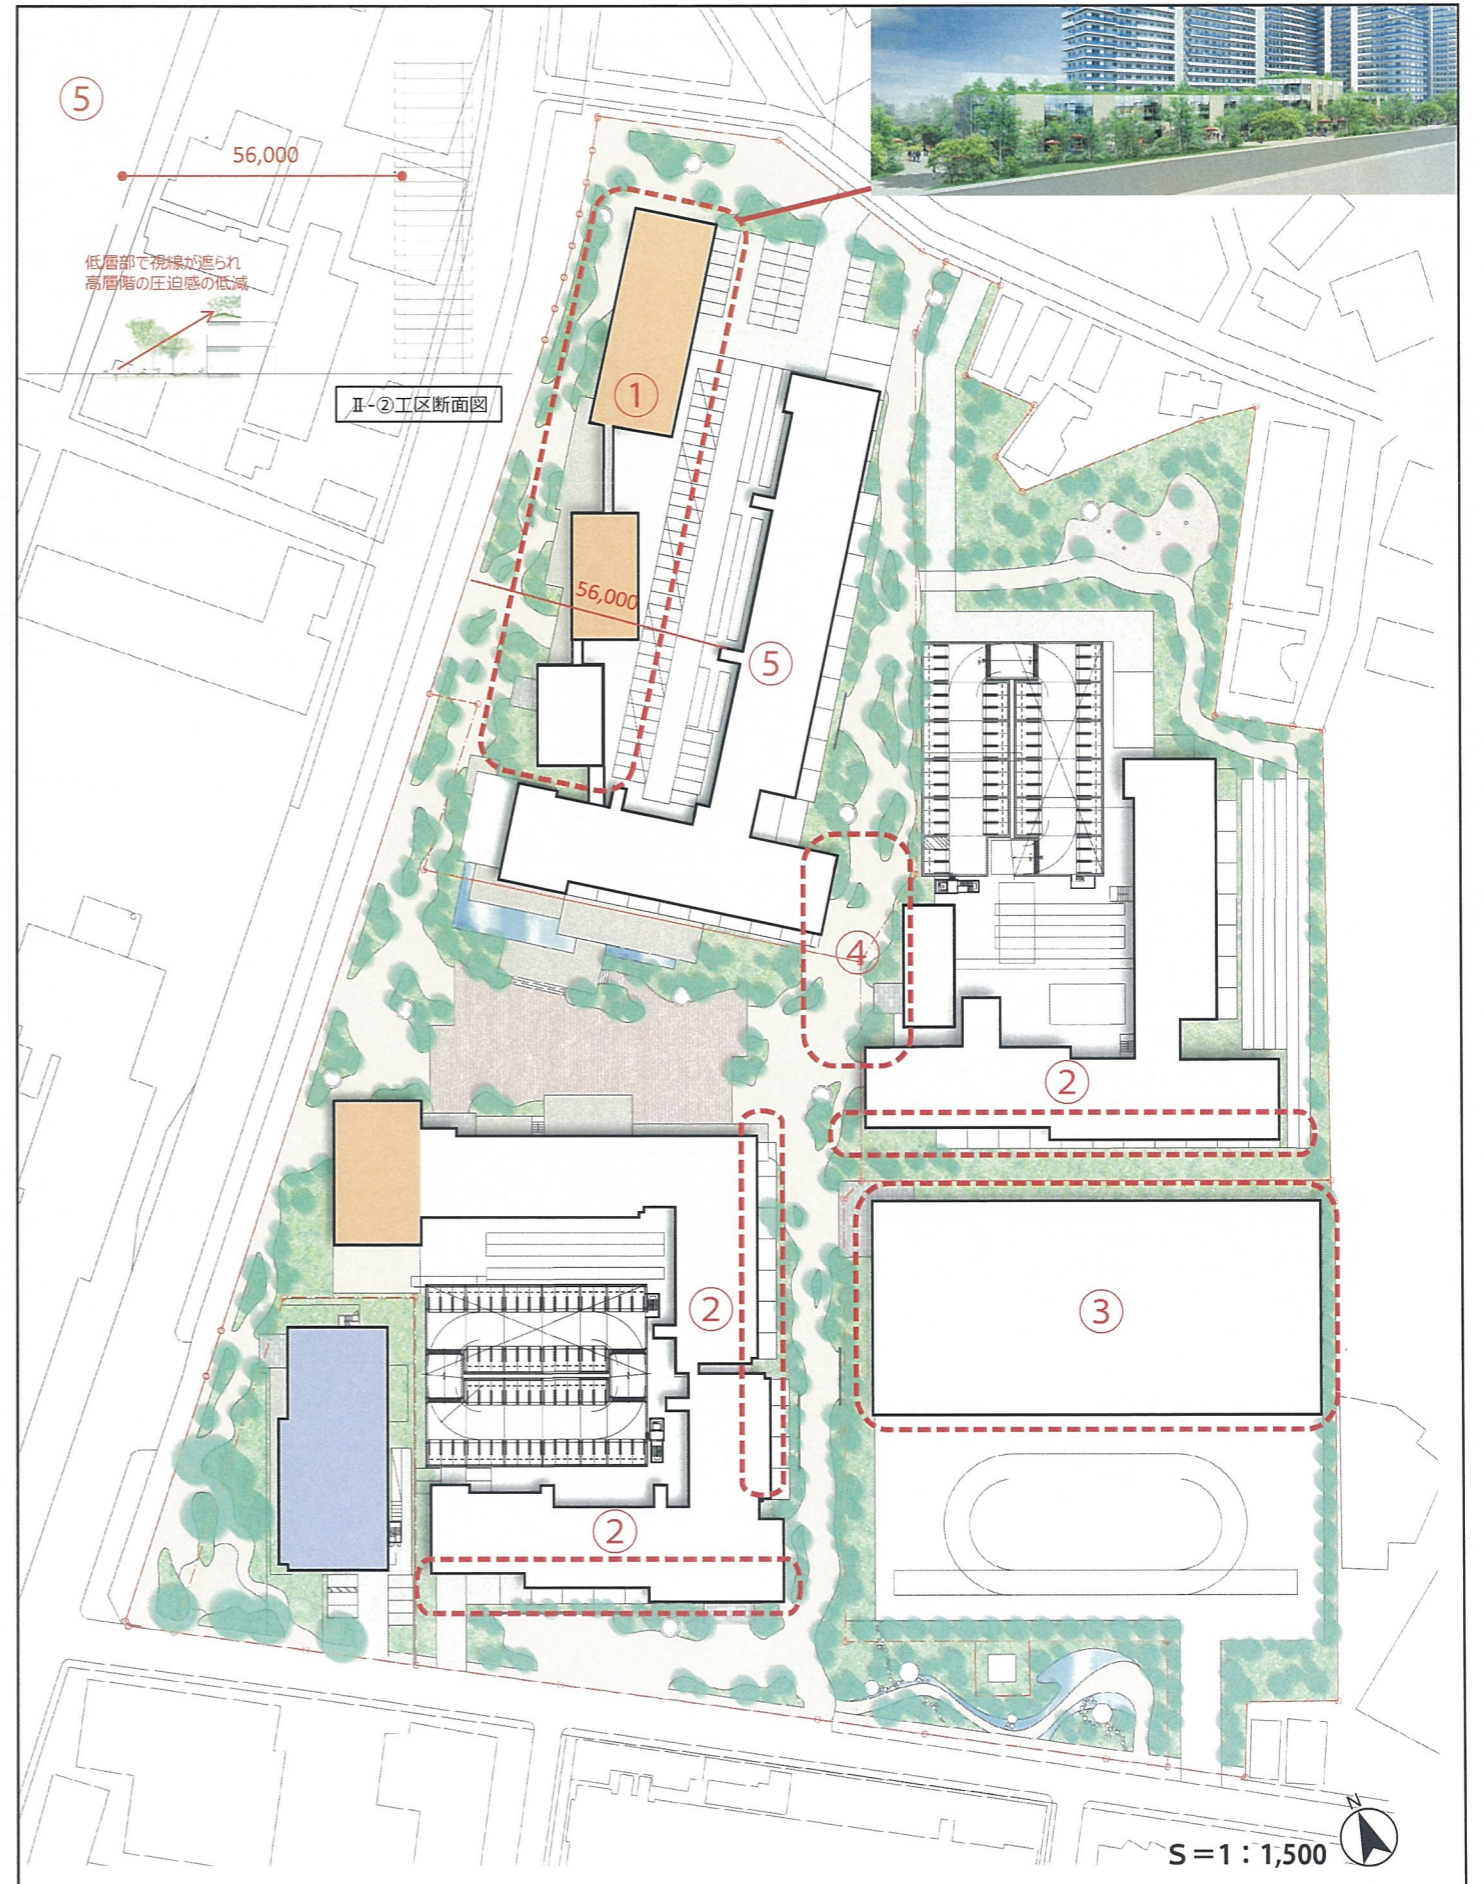 ⑤
56,000
低層部で視線が遮られ
高層階の圧迫感の低減
Ⅱ-②工区断面図
①
56,000
⑤
④
②
②
③
②
N
S＝1：1,500